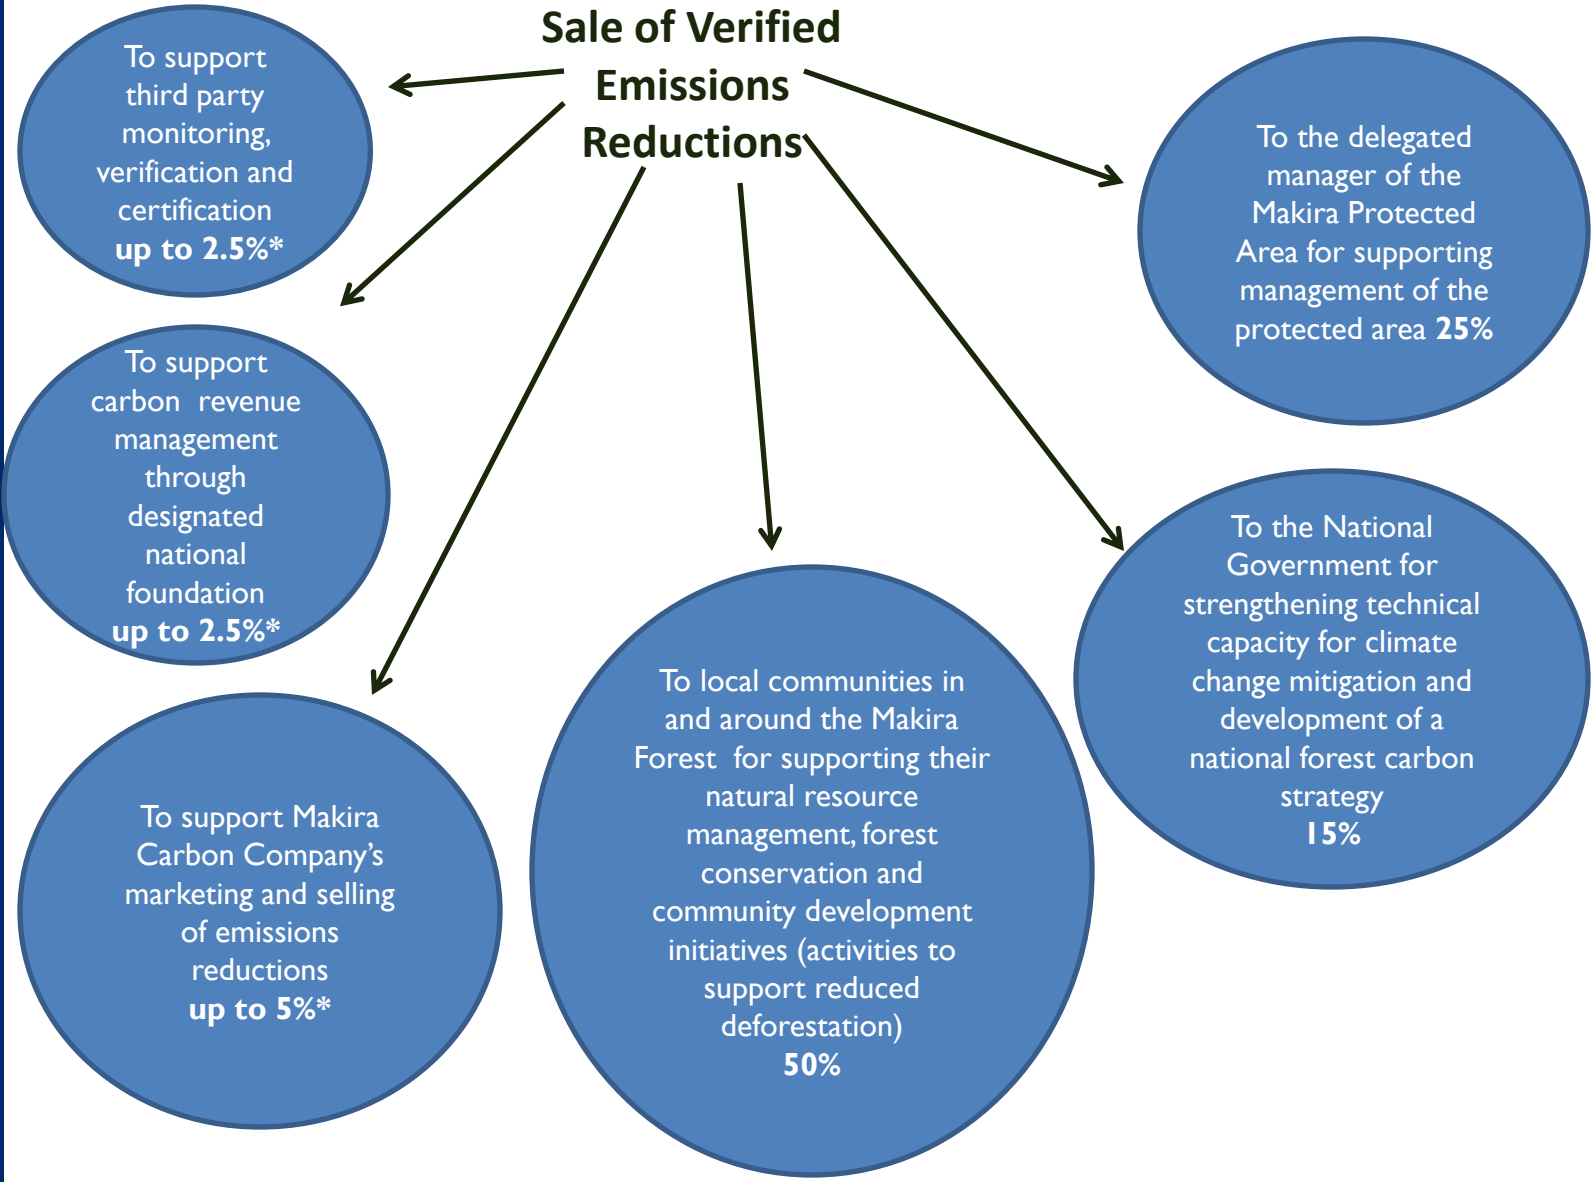 Sale of Verified
Emissions
Reductions
To support
third party
monitoring,
verification and
certification
up to 2.5%*
To support
carbon revenue
management
through
designated
national
foundation
up to 2.5%*
To support Makira
Carbon Company’s
marketing and selling
of emissions
reductions
up to 5%*
To local communities in
and around the Makira
Forest for supporting their
natural resource
management, forest
conservation and
community development
initiatives (activities to
support reduced
deforestation)
50%
To the National
Government for
strengthening technical
capacity for climate
change mitigation and
development of a
national forest carbon
strategy
15%
To the delegated
manager of the
Makira Protected
Area for supporting
management of the
protected area 25%